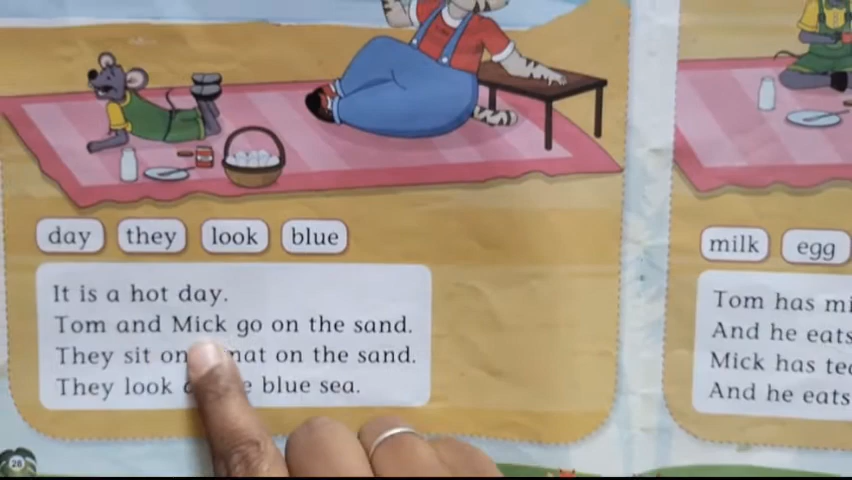 day they look blue
It is a hot day.
Tom and Mick go on the sand.
They sit on mat on the sand.
They look blue sea.
milk egg
Tom has mi
And he eats
Mick has tea
And he eats
28